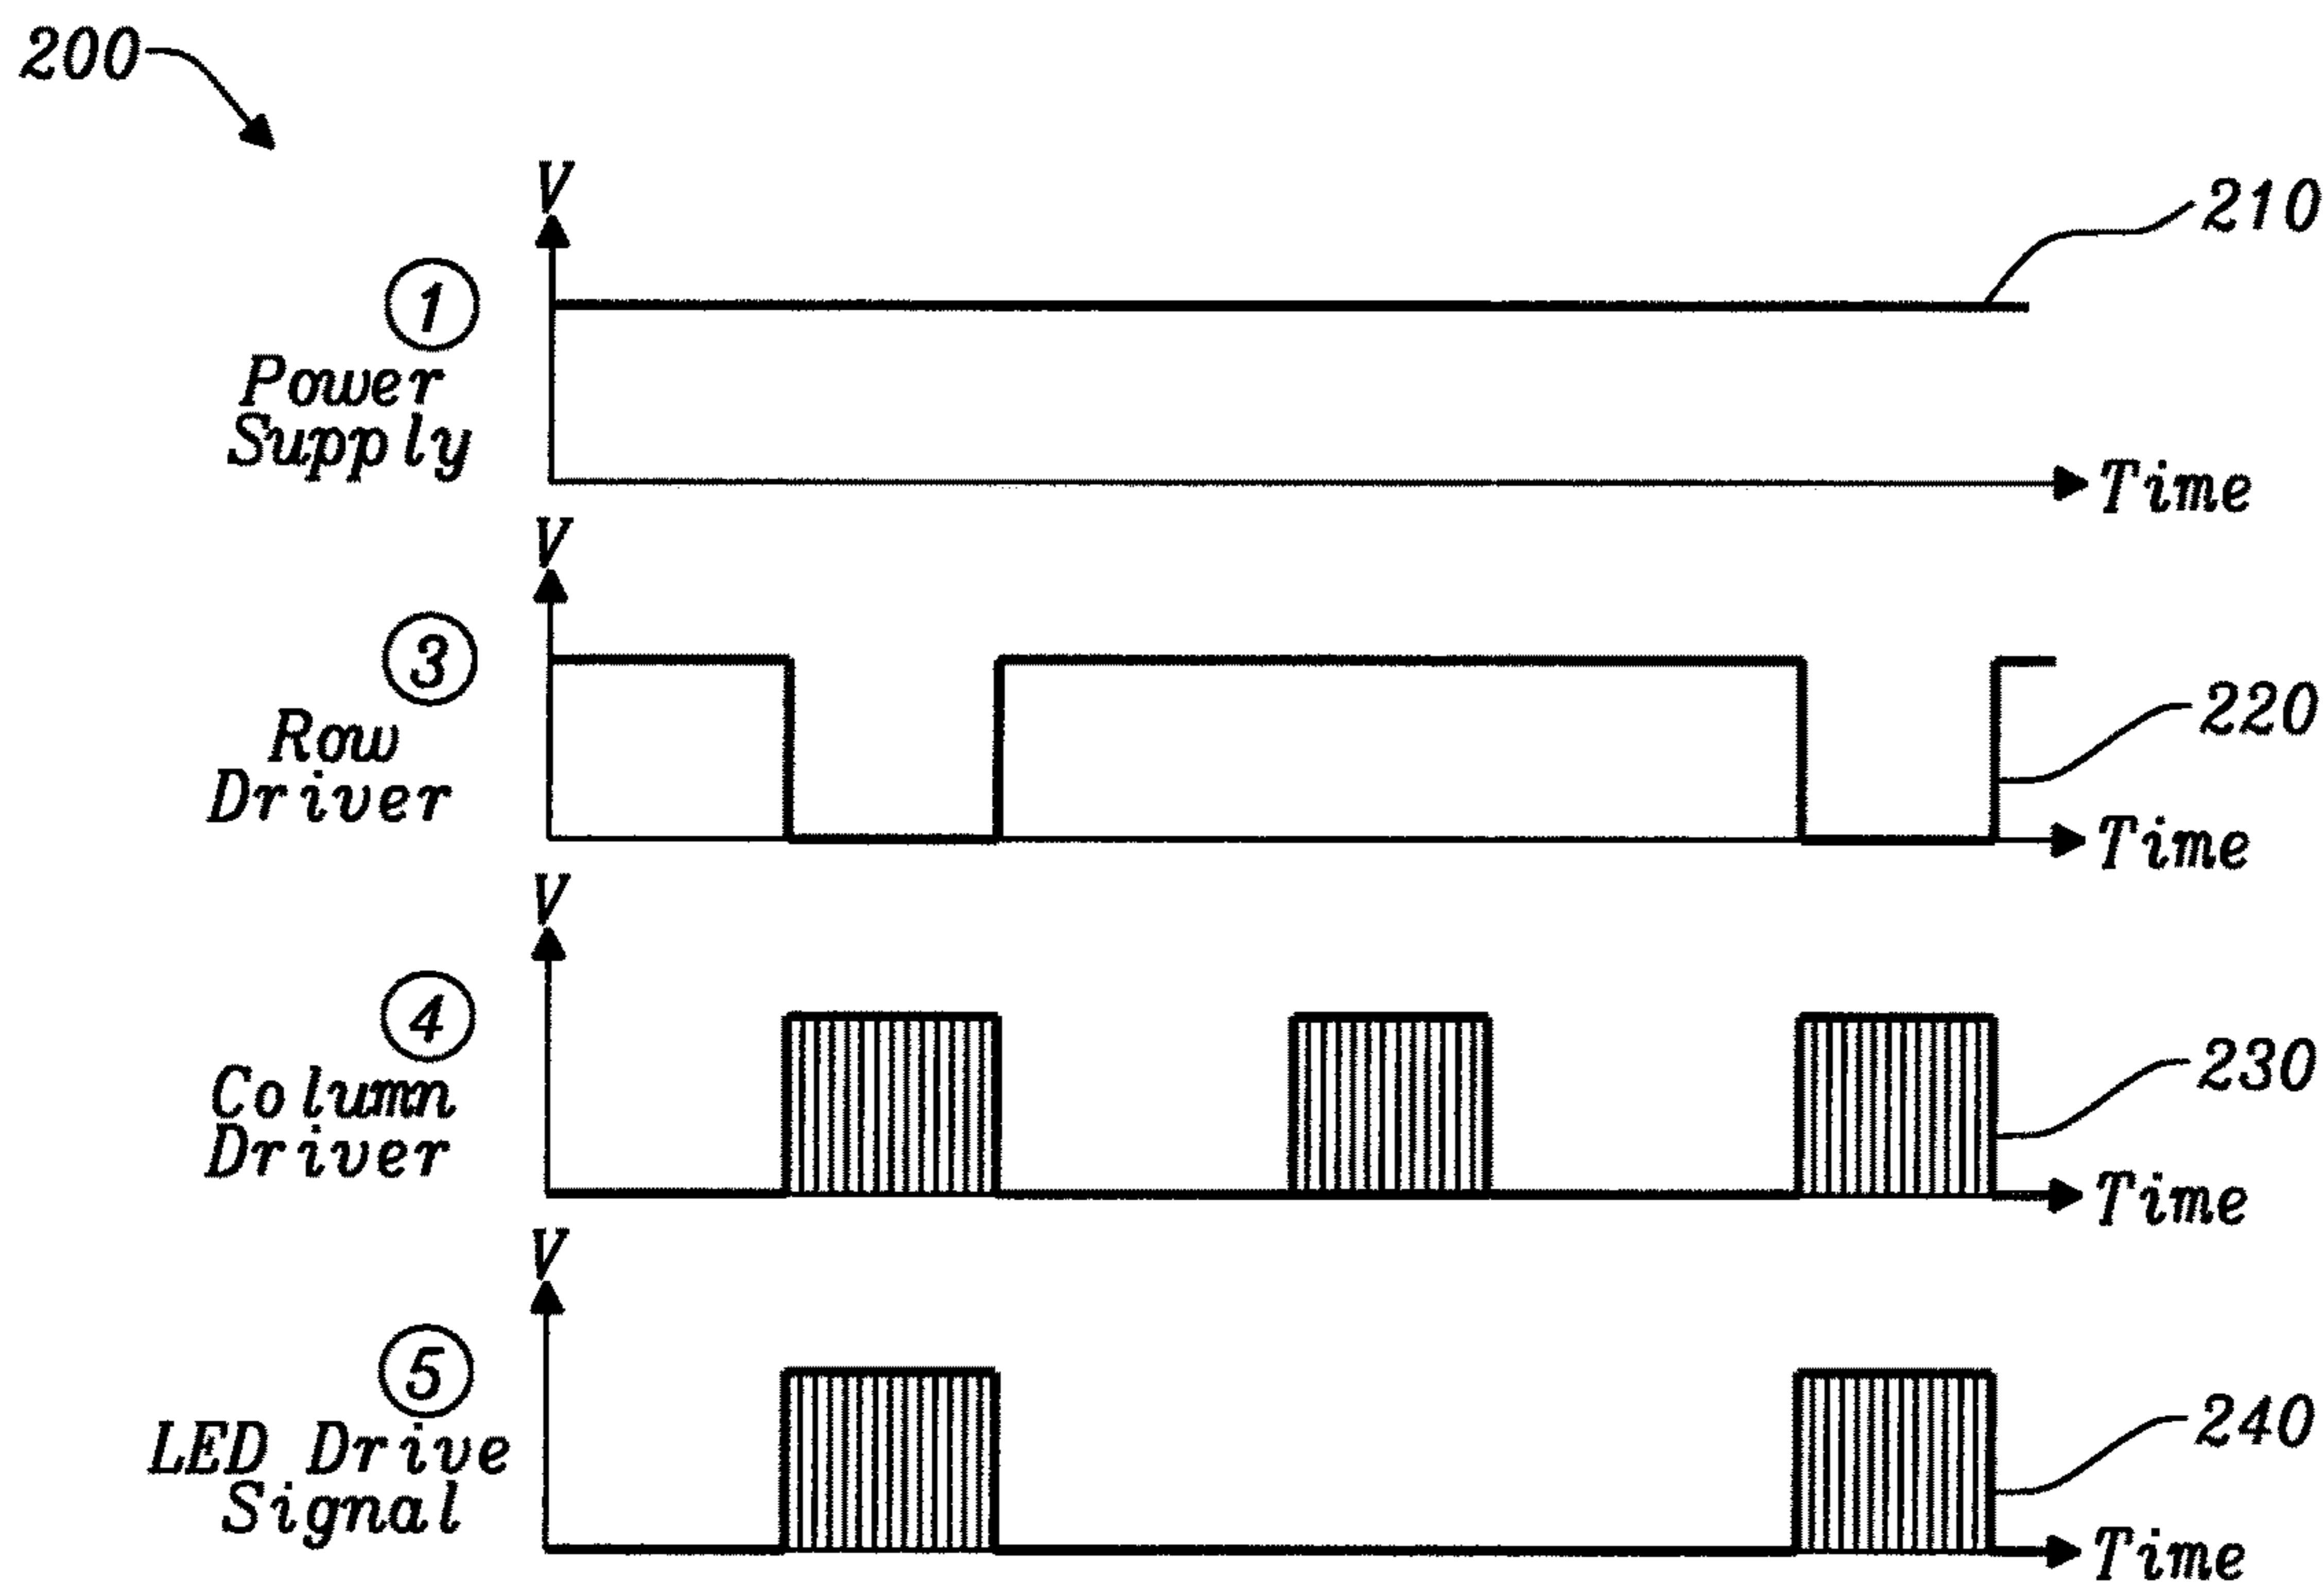 200
V
210
1
Power
Supply
Time
V
3
Row
Driver
220
Time
V
4
Column
Driver
230
Time
V
5
LED Drive
Signal
240
Time